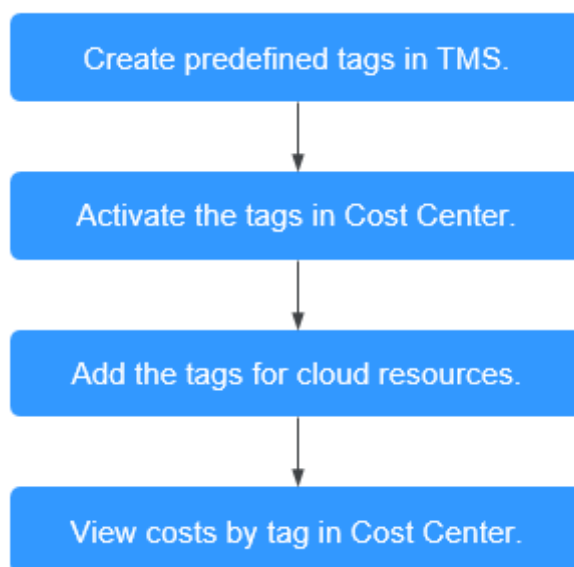 Create predefined tags in TMS.
Activate the tags in Cost Center.
Add the tags for cloud resources.
View costs by tag in Cost Center.